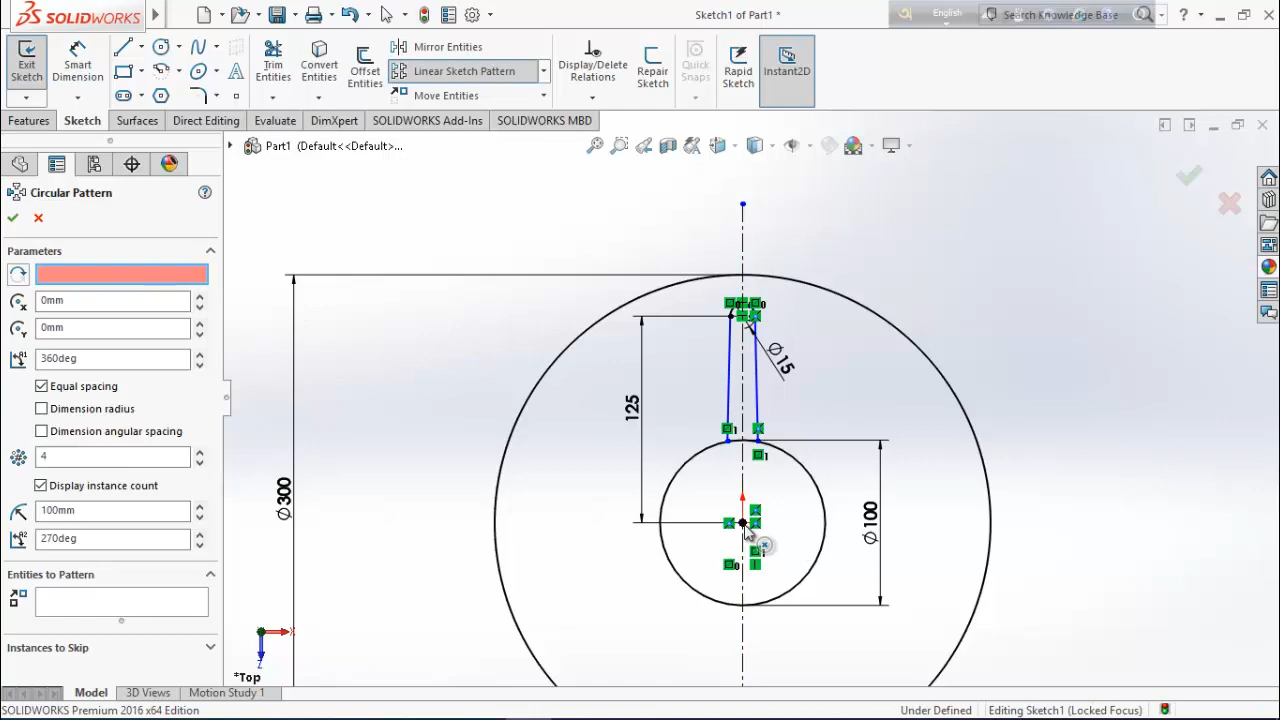 SOLIDWORKS
Sketch1 of Part1 *
English
Search Knowledge Base
?
Exit Sketch
Smart Dimension
Trim Entities
Convert Entities
Offset Entities
Mirror Entities
Linear Sketch Pattern
Move Entities
Display/Delete Relations
Repair Sketch
Quick Snaps
Rapid Sketch
Instant2D
Features
Sketch
Surfaces
Direct Editing
Evaluate
DimXpert
SOLIDWORKS Add-Ins
SOLIDWORKS MBD
Part1 (Default<<Default>...
Circular Pattern
?
Parameters
0mm
0mm
360deg
Equal spacing
Dimension radius
Dimension angular spacing
4
Display instance count
100mm
270deg
Entities to Pattern
Instances to Skip
Ø300
125
Ø15
Ø100
X
Z
*Top
Model
3D Views
Motion Study 1
SOLIDWORKS Premium 2016 x64 Edition
Under Defined
Editing Sketch1 (Locked Focus)